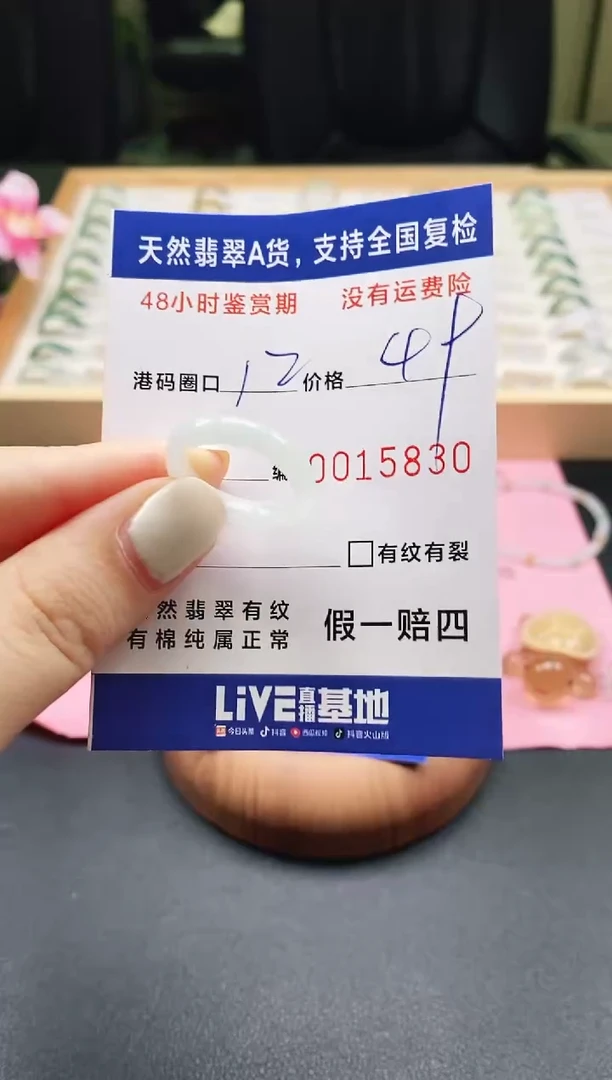 天然翡翠A货，支持全国复检
48小时鉴赏期 没有运费险
港码圈口 12 价格 49
0015830
□有纹有裂
然翡翠有纹
有棉纯属正常 假一赔四
LiVE直播基地
今日头条 抖音 西瓜视频 抖音火山版